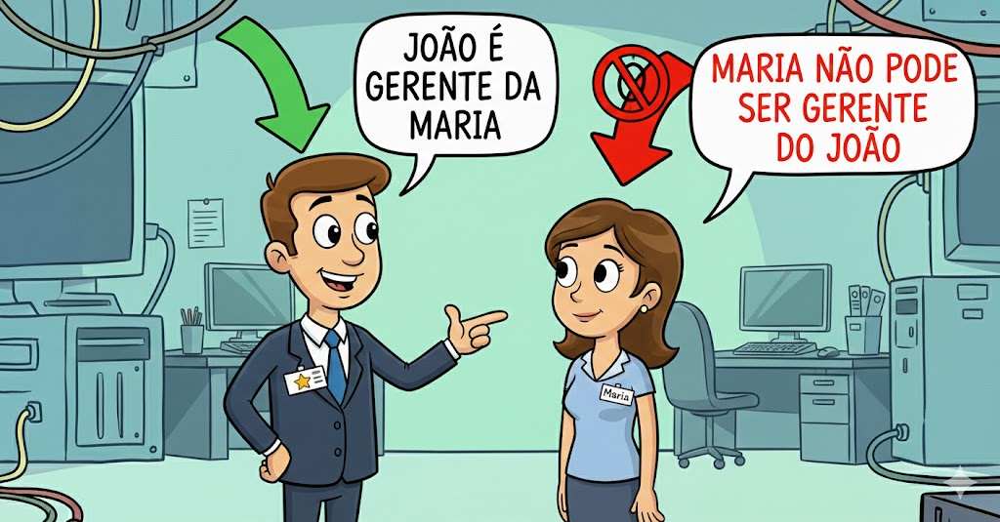 JOÃO É
GERENTE DA
MARIA
MARIA NÃO PODE
SER GERENTE
DO JOÃO
Maria